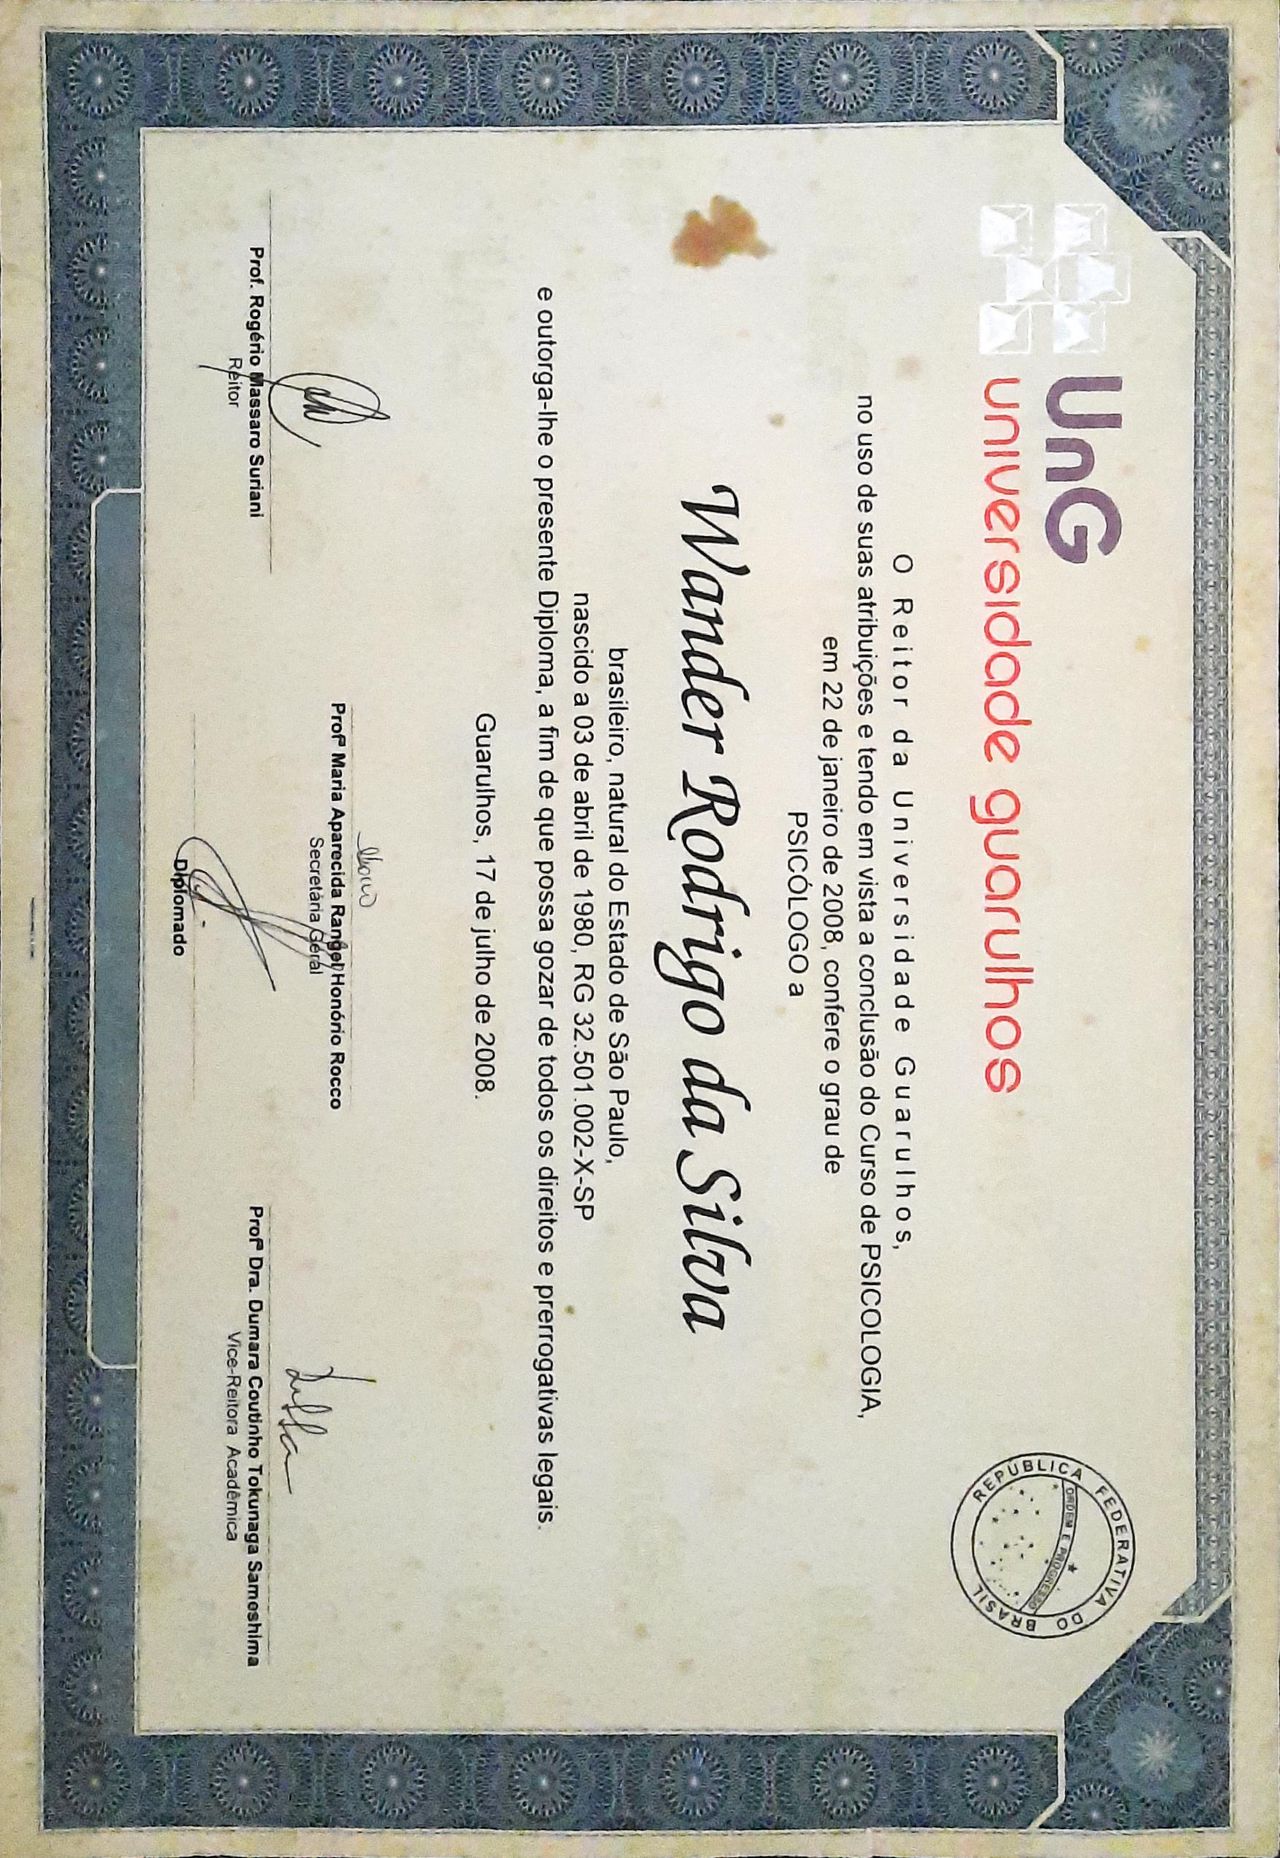 UnG
universidade guarulhos
REPÚBLICA FEDERATIVA DO BRASIL
ORDEM E PROGRESSO
O Reitor da Universidade Guarulhos,
no uso de suas atribuições e tendo em vista a conclusão do Curso de PSICOLOGIA,
em 22 de janeiro de 2008, confere o grau de
PSICÓLOGO a
Wander Rodrigo da Silva
brasileiro, natural do Estado de São Paulo,
nascido a 03 de abril de 1980, RG 32.501.002-X-SP
e outorga-lhe o presente Diploma, a fim de que possa gozar de todos os direitos e prerrogativas legais.
Guarulhos, 17 de julho de 2008.
Prof. Rogério Massaro Suriani
Reitor
Profª Maria Aparecida Rangel Honório Rocco
Secretária Geral
Profª Dra. Dumara Coutinho Tokunaga Sameshima
Vice-Reitora Acadêmica
Diplomado